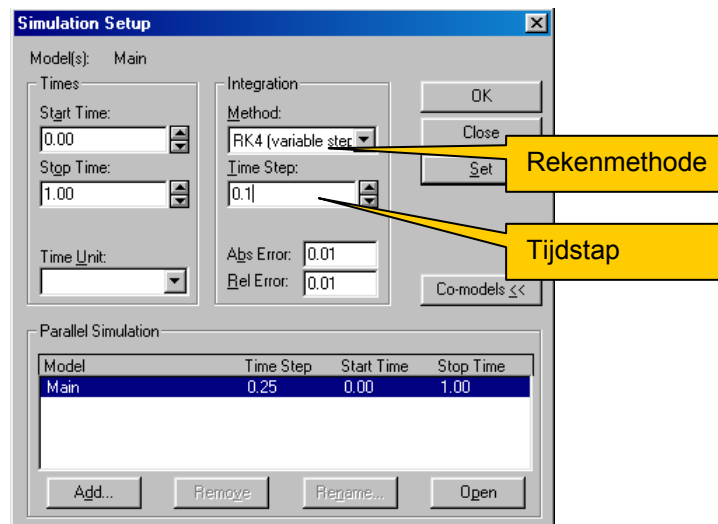 Simulation Setup
Model(s): Main
Times
Start Time:
0.00
Stop Time:
1.00
Time Unit:
Integration
Method:
RK4 (variable step
Time Step:
0.1
Abs Error: 0.01
Rel Error: 0.01
OK
Close
Set
Co-models <<
Rekenmethode
Tijdstap
Parallel Simulation
Model Time Step Start Time Stop Time
Main 0.25 0.00 1.00
Add... Remove Rename... Open